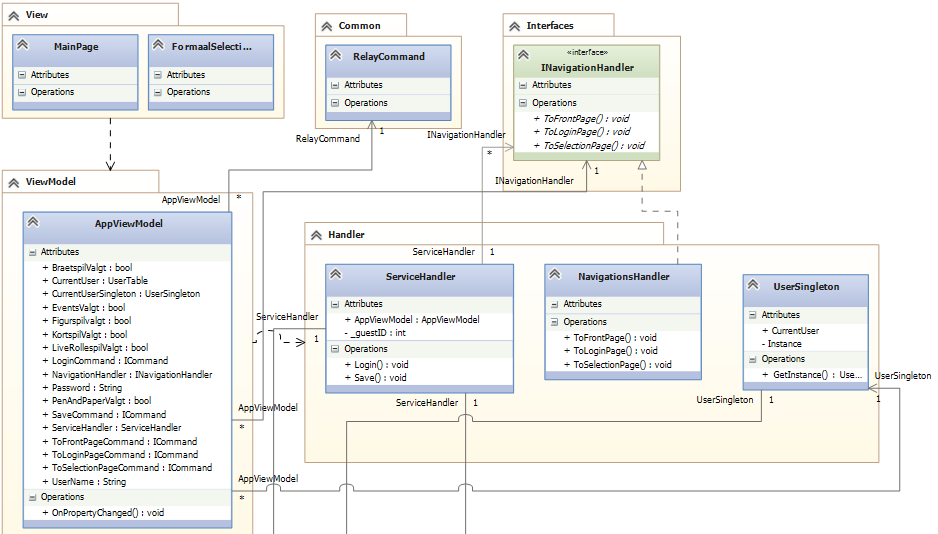 View
MainPage
Attributes
Operations
FormaalSelecti...
Attributes
Operations
Common
RelayCommand
Attributes
Operations
RelayCommand
1
Interfaces
«interface»
INavigationHandler
Attributes
Operations
+ ToFrontPage() : void
+ ToLoginPage() : void
+ ToSelectionPage() : void
INavigationHandler
*
INavigationHandler
1
ViewModel
AppViewModel
*
AppViewModel
Attributes
+ BraetspilValgt : bool
+ CurrentUser : UserTable
+ CurrentUserSingleton : UserSingleton
+ EventsValgt : bool
+ Figurspilvalgt : bool
+ KortspilValgt : bool
+ LiveRollespilValgt : bool
+ LoginCommand : ICommand
+ NavigationHandler : INavigationHandler
+ Password : String
+ PenAndPaperValgt : bool
+ SaveCommand : ICommand
+ ServiceHandler : ServiceHandler
+ ToFrontPageCommand : ICommand
+ ToLoginPageCommand : ICommand
+ ToSelectionPageCommand : ICommand
+ UserName : String
Operations
+ OnPropertyChanged() : void
AppViewModel
*
AppViewModel
*
Handler
ServiceHandler
1
ServiceHandler
1
ServiceHandler
Attributes
+ AppViewModel : AppViewModel
- _guestID : int
Operations
+ Login() : void
+ Save() : void
ServiceHandler
1
NavigationsHandler
Attributes
Operations
+ ToFrontPage() : void
+ ToLoginPage() : void
+ ToSelectionPage() : void
UserSingleton
Attributes
+ CurrentUser
- Instance
Operations
+ GetInstance() : Use...
UserSingleton
1
UserSingleton
1